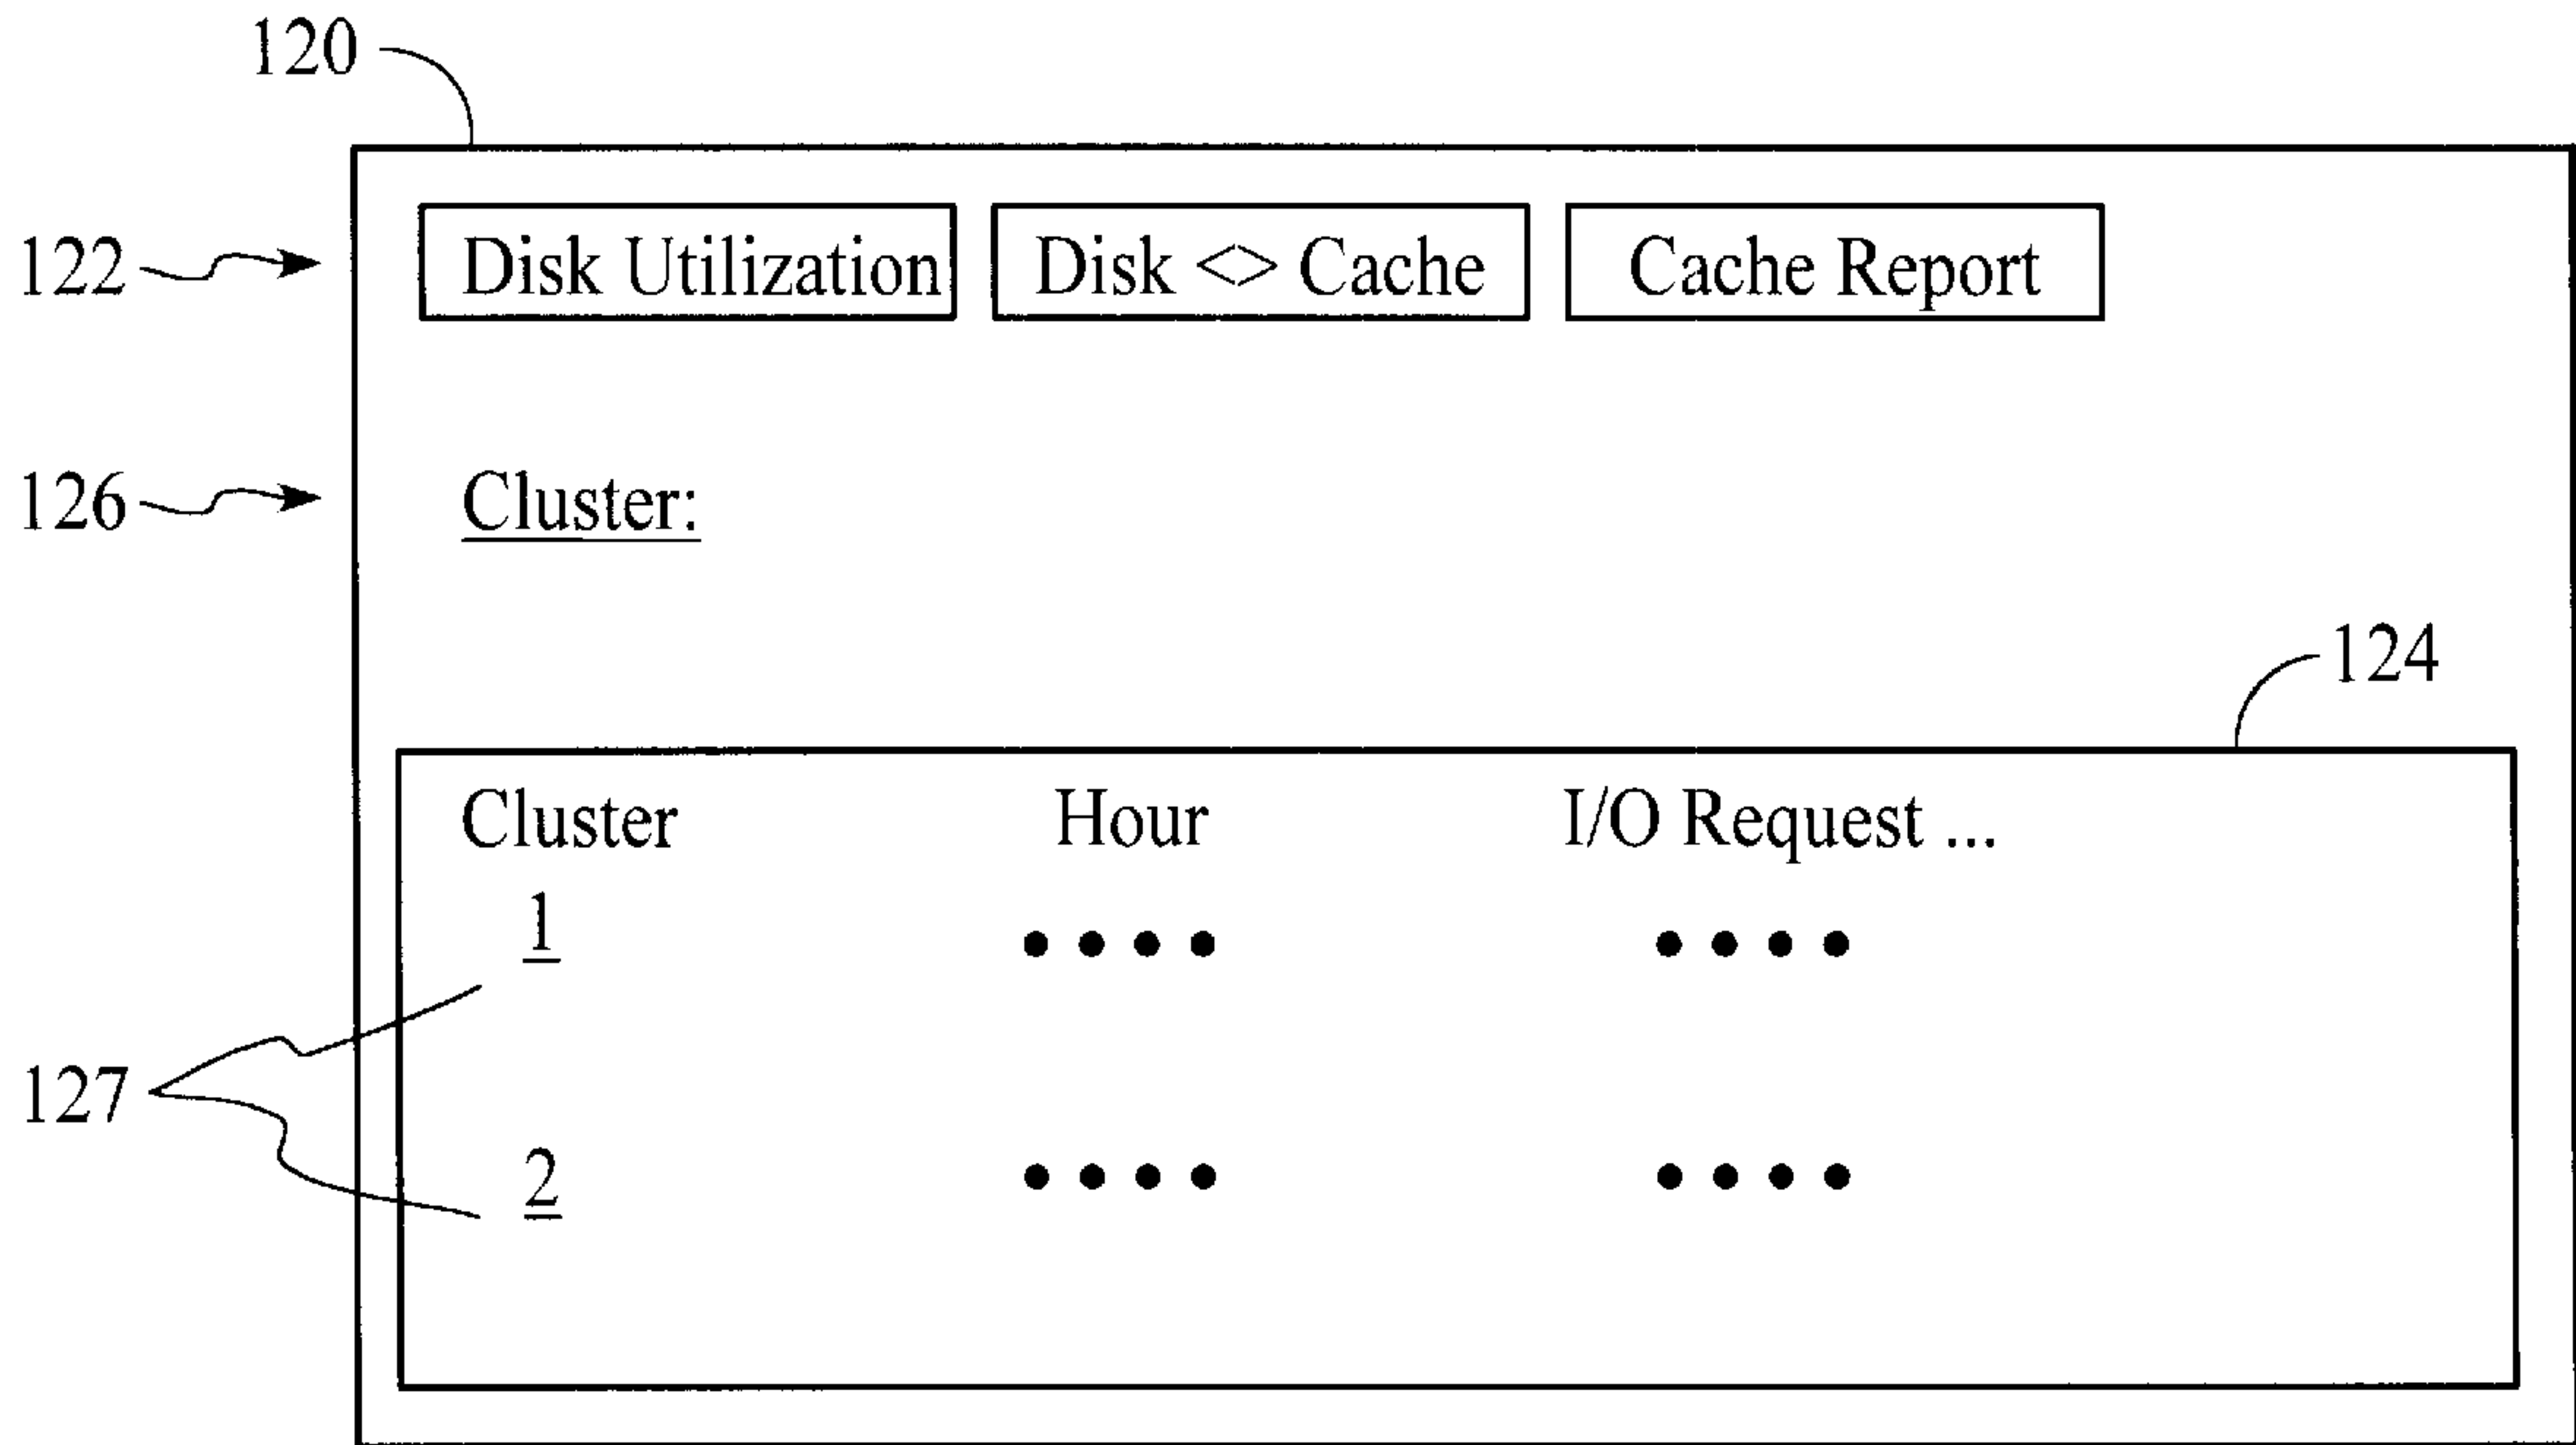 120
122 Disk Utilization Disk <> Cache Cache Report
126 Cluster:
124
Cluster Hour I/O Request ...
1 •••• ••••
127
2 •••• ••••